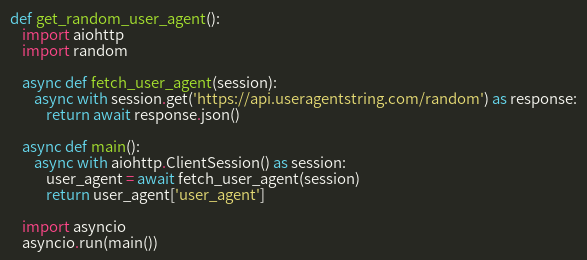 def get_random_user_agent():
    import aiohttp
    import random

    async def fetch_user_agent(session):
        async with session.get('https://api.useragentstring.com/random') as response:
            return await response.json()

    async def main():
        async with aiohttp.ClientSession() as session:
            user_agent = await fetch_user_agent(session)
            return user_agent['user_agent']

    import asyncio
    asyncio.run(main())